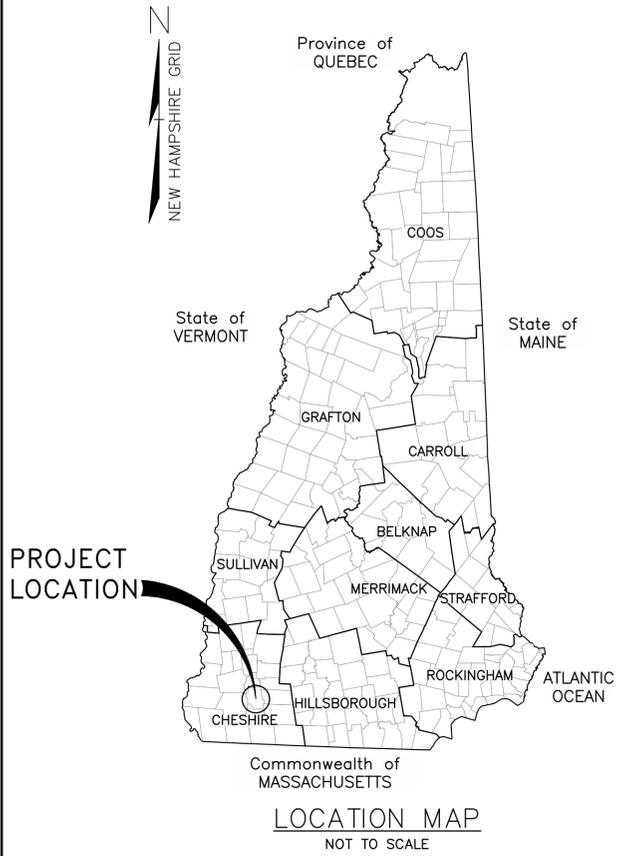 N
NEW HAMPSHIRE GRID
Province of
QUEBEC
COOS
State of
VERMONT
State of
MAINE
GRAFTON
CARROLL
BELKNAP
SULLIVAN
MERRIMACK
STRAFFORD
PROJECT
LOCATION
ROCKINGHAM
ATLANTIC
OCEAN
HILLSBOROUGH
CHESHIRE
Commonwealth of
MASSACHUSETTS
LOCATION MAP
NOT TO SCALE